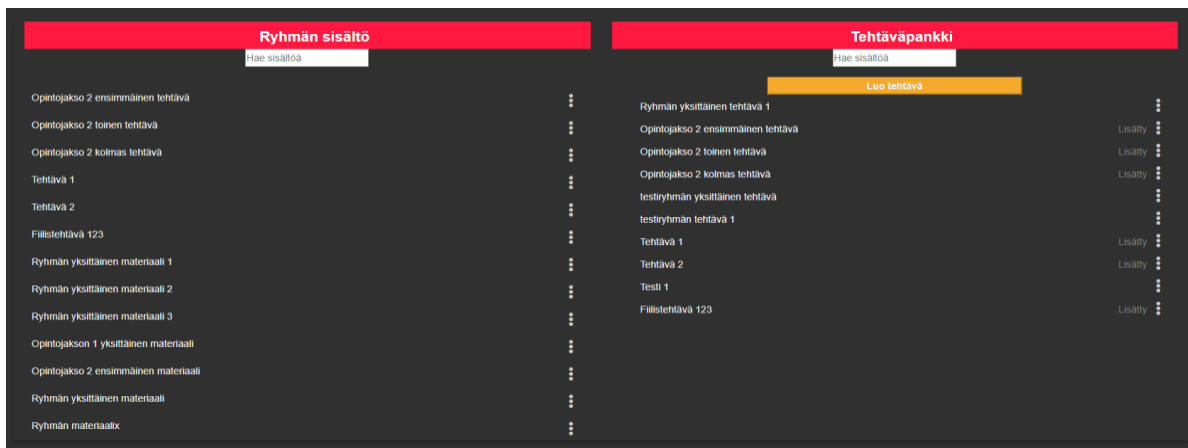 Ryhmän sisältö
Hae sisältöä
Opintojakso 2 ensimmäinen tehtävä
Opintojakso 2 toinen tehtävä
Opintojakso 2 kolmas tehtävä
Tehtävä 1
Tehtävä 2
Fiilistehtävä 123
Ryhmän yksittäinen materiaali 1
Ryhmän yksittäinen materiaali 2
Ryhmän yksittäinen materiaali 3
Opintojakson 1 yksittäinen materiaali
Opintojakso 2 ensimmäinen materiaali
Ryhmän yksittäinen materiaali
Ryhmän materiaalix
Tehtäväpankki
Hae sisältöä
Luo tehtävä
Ryhmän yksittäinen tehtävä 1
Opintojakso 2 ensimmäinen tehtävä Lisätty
Opintojakso 2 toinen tehtävä Lisätty
Opintojakso 2 kolmas tehtävä Lisätty
testiryhmän yksittäinen tehtävä
testiryhmän tehtävä 1
Tehtävä 1 Lisätty
Tehtävä 2 Lisätty
Testi 1
Fiilistehtävä 123 Lisätty